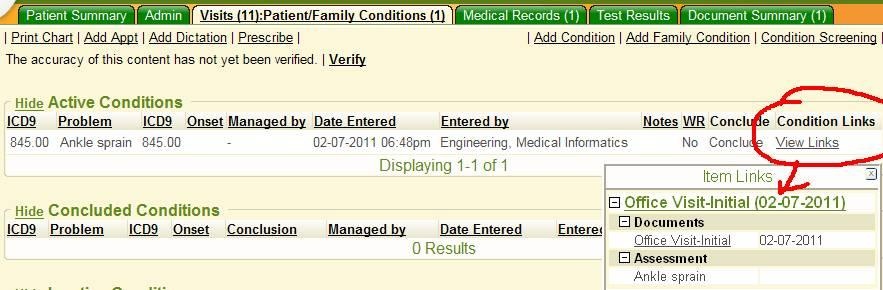 Patient Summary Admin Visits (11):Patient/Family Conditions (1) Medical Records (1) Test Results Document Summary (1)
| Print Chart | Add Appt | Add Dictation | Prescribe | | Add Condition | Add Family Condition | Condition Screening |
The accuracy of this content has not yet been verified. | Verify
Hide Active Conditions
ICD9 Problem ICD9 Onset Managed by Date Entered Entered by Notes WR Conclude Condition Links
845.00 Ankle sprain 845.00 - 02-07-2011 06:48pm Engineering, Medical Informatics No Conclude View Links
Displaying 1-1 of 1
Item Links x
Office Visit-Initial (02-07-2011)
Documents
Office Visit-Initial 02-07-2011
Assessment
Ankle sprain
Hide Concluded Conditions
ICD9 Problem ICD9 Onset Conclusion Managed by Date Entered Entered
0 Results